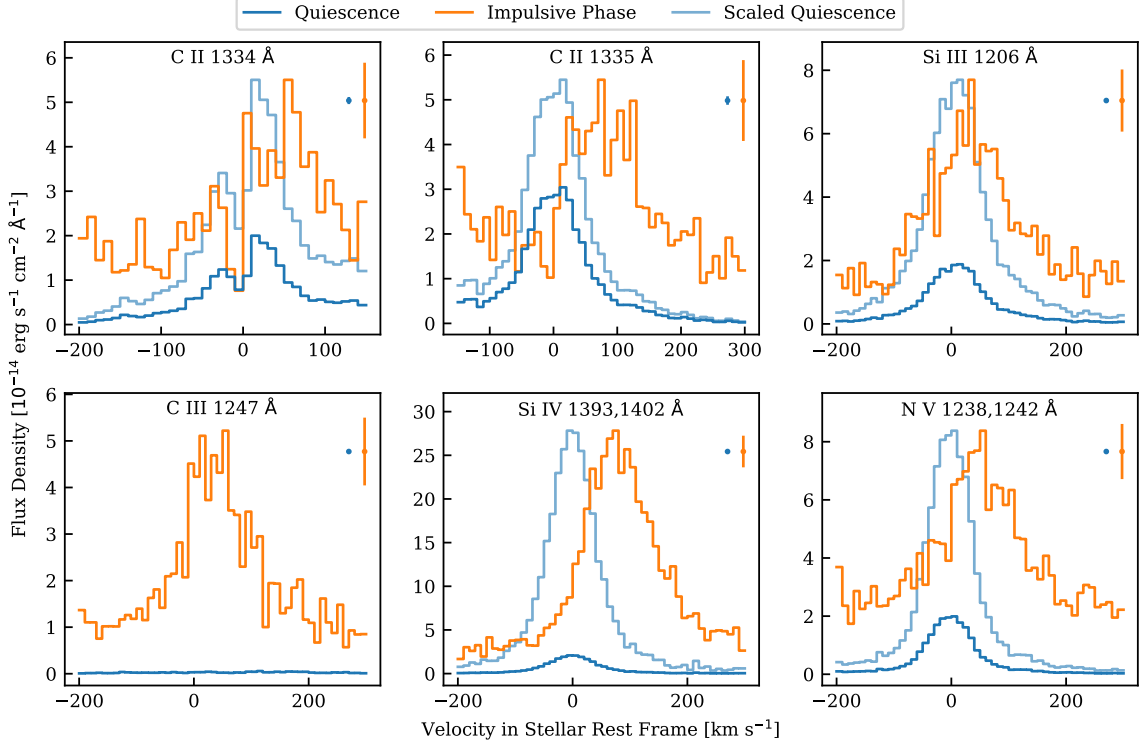 Quiescence Impulsive Phase Scaled Quiescence
C II 1334 Å
6
5
4
3
2
1
0
−200 −100 0 100
C II 1335 Å
6
5
4
3
2
1
0
−100 0 100 200 300
Si III 1206 Å
8
6
4
2
0
−200 0 200
C III 1247 Å
6
5
4
3
2
1
0
−200 0 200
Si IV 1393,1402 Å
30
25
20
15
10
5
0
−200 0 200
N V 1238,1242 Å
8
6
4
2
0
−200 0 200
Flux Density [10⁻¹⁴ erg s⁻¹ cm⁻² Å⁻¹]
Velocity in Stellar Rest Frame [km s⁻¹]